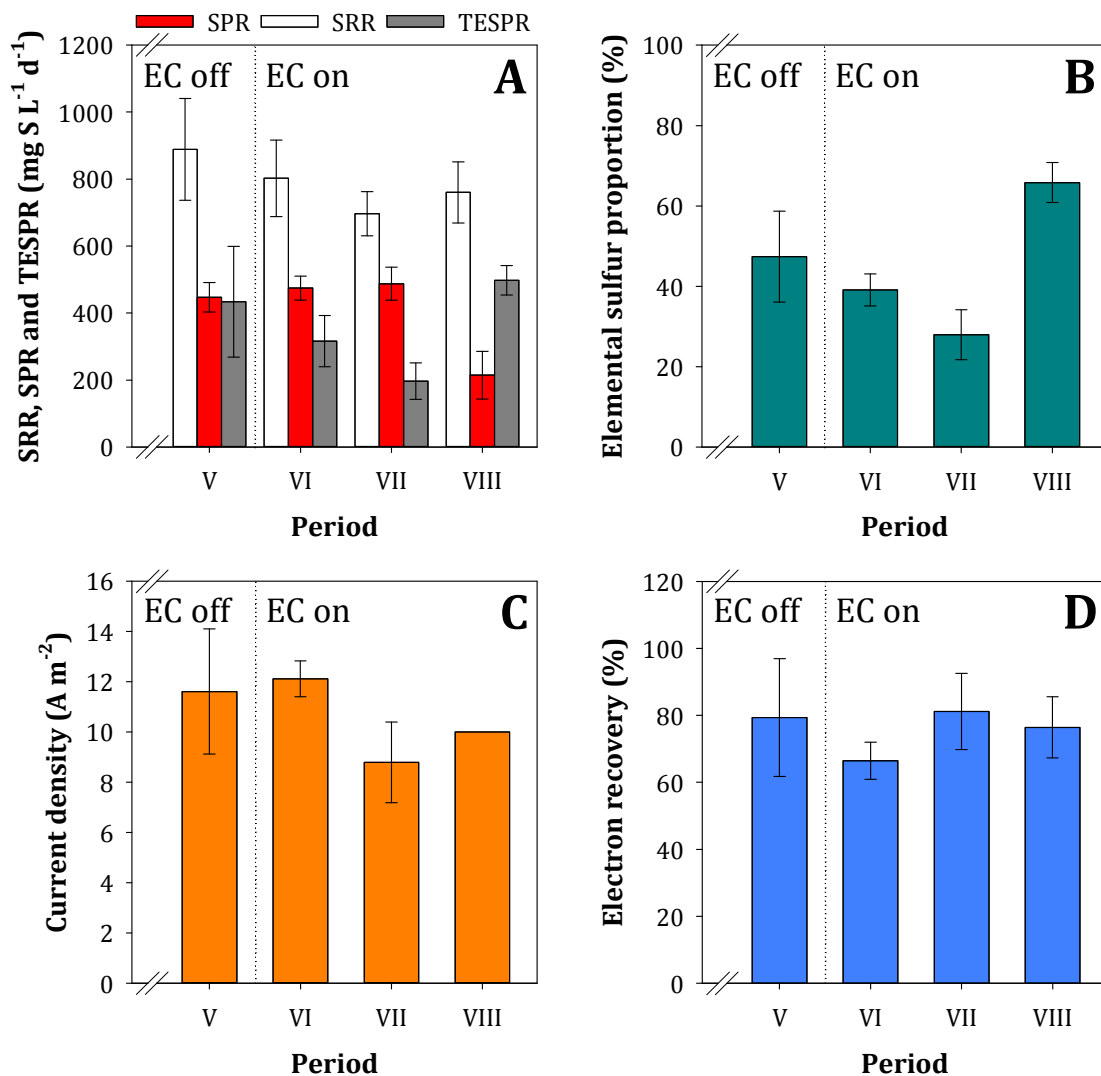 SPR SRR TESPR
SRR, SPR and TESPR (mg S L⁻¹ d⁻¹)
1200
1000
800
600
400
200
0
EC off EC on A
V VI VII VIII
Period
Elemental sulfur proportion (%)
100
80
60
40
20
0
EC off EC on B
V VI VII VIII
Period
Current density (A m⁻²)
16
14
12
10
8
6
4
2
0
EC off EC on C
V VI VII VIII
Period
Electron recovery (%)
120
100
80
60
40
20
0
EC off EC on D
V VI VII VIII
Period